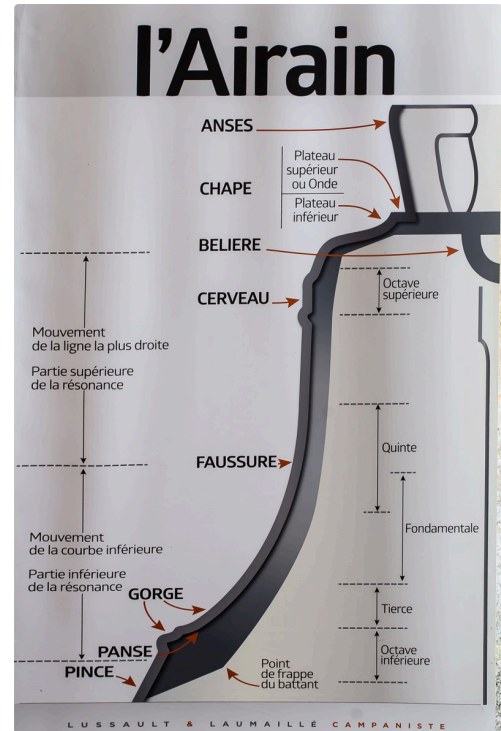 l'Airain
ANSES
Plateau
supérieur
ou Onde
CHAPE
Plateau
inférieur
BELIERE
Octave
supérieure
CERVEAU
Mouvement
de la ligne la plus droite
Partie supérieure
de la résonance
Quinte
FAUSSURE
Fondamentale
Mouvement
de la courbe inférieure
Partie inférieure
de la résonance
GORGE
Tierce
PANSE
Octave
inférieure
PINCE
Point
de frappe
du battant
LUSSAULT & LAUMAILLÉ CAMPANISTE